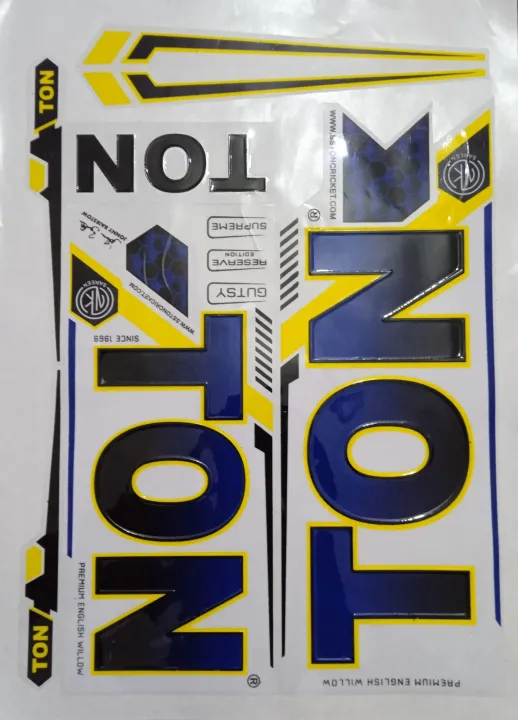 TON
TON
WWW.SSTONCRICKET.COM
SAREEN
TON
®
SUPREME
RESERVE
EDITION
GUTSY
JONNY BAIRSTOW
SAREEN
WWW.SSTONCRICKET.COM
SINCE 1969
TON
®
PREMIUM ENGLISH WILLOW
PREMIUM ENGLISH WILLOW
TON